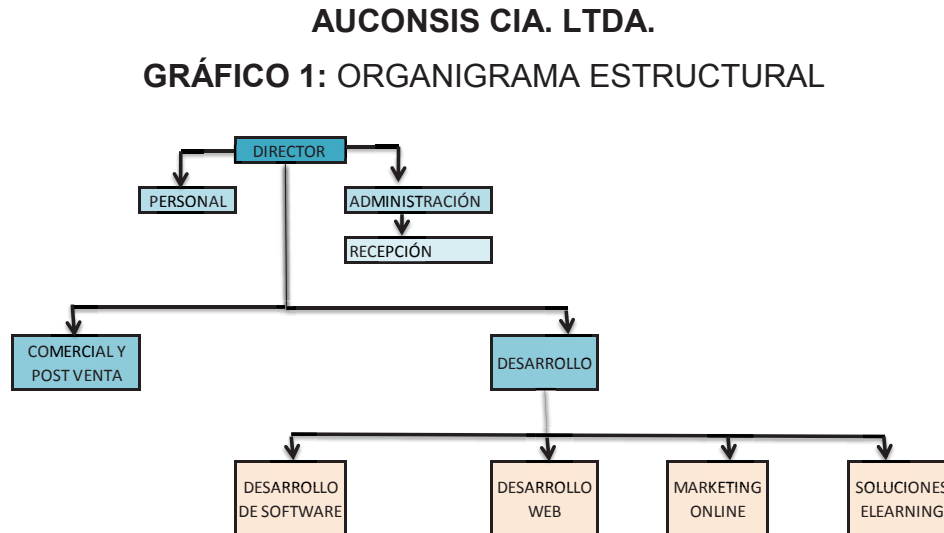 AUCONSIS CIA. LTDA.
GRÁFICO 1: ORGANIGRAMA ESTRUCTURAL
DIRECTOR
PERSONAL
ADMINISTRACIÓN
RECEPCIÓN
COMERCIAL Y
POST VENTA
DESARROLLO
DESARROLLO
DE SOFTWARE
DESARROLLO
WEB
MARKETING
ONLINE
SOLUCIONES
ELEARNING